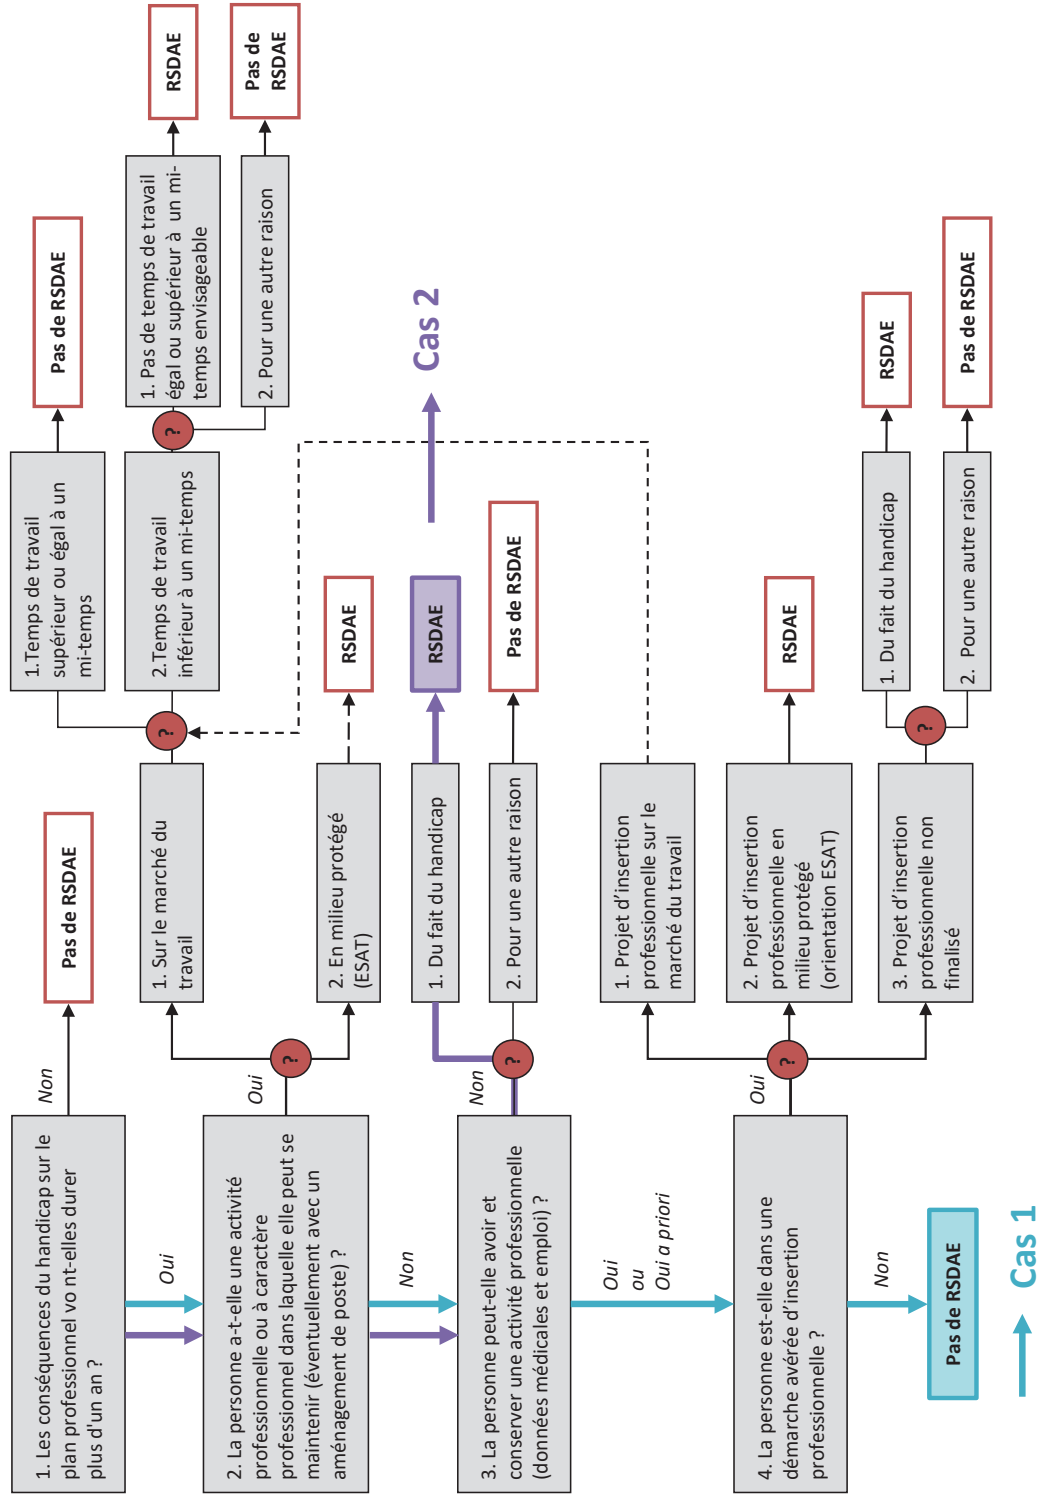 1. Les conséquences du handicap sur le
plan professionnel vo nt-elles durer
plus d'un an ?
Non
Pas de RSDAE
Oui
2. La personne a-t-elle une activité
professionnelle ou à caractère
professionnel dans laquelle elle peut se
maintenir (éventuellement avec un
aménagement de poste) ?
Oui
?
1. Sur le marché du
travail
?
1.Temps de travail
supérieur ou égal à un
mi-temps
Pas de RSDAE
2.Temps de travail
inférieur à un mi-temps
?
1. Pas de temps de travail
égal ou supérieur à un mi-
temps envisageable
RSDAE
2. Pour une autre raison
Pas de
RSDAE
2. En milieu protégé
(ESAT)
RSDAE
Non
3. La personne peut-elle avoir et
conserver une activité professionnelle
(données médicales et emploi) ?
Non
?
1. Du fait du handicap
RSDAE
Cas 2
2. Pour une autre raison
Pas de RSDAE
Oui
ou
Oui a priori
4. La personne est-elle dans une
démarche avérée d'insertion
professionnelle ?
Oui
?
1. Projet d'insertion
professionnelle sur le
marché du travail
2. Projet d'insertion
professionnelle en
milieu protégé
(orientation ESAT)
RSDAE
3. Projet d'insertion
professionnelle non
finalisé
?
1. Du fait du handicap
RSDAE
2. Pour une autre raison
Pas de RSDAE
Non
Pas de RSDAE
Cas 1